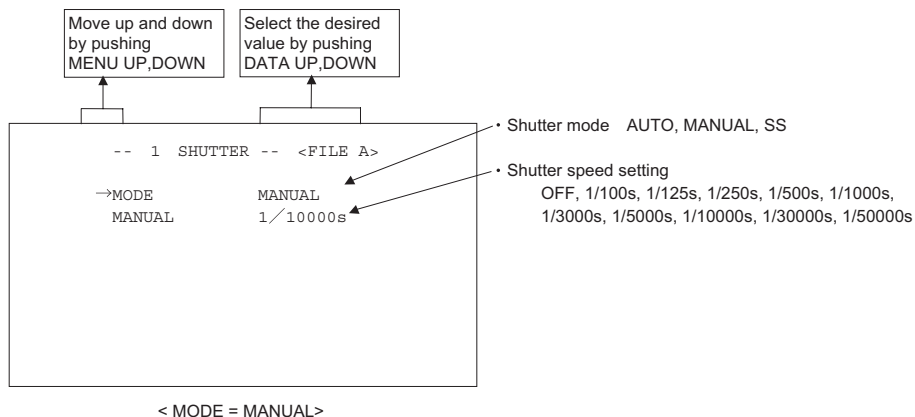 Move up and down
by pushing
MENU UP,DOWN
Select the desired
value by pushing
DATA UP,DOWN
-- 1 SHUTTER -- <FILE A>
→MODE MANUAL
MANUAL 1／10000s
・Shutter mode AUTO, MANUAL, SS
・Shutter speed setting
OFF, 1/100s, 1/125s, 1/250s, 1/500s, 1/1000s,
1/3000s, 1/5000s, 1/10000s, 1/30000s, 1/50000s
< MODE = MANUAL>